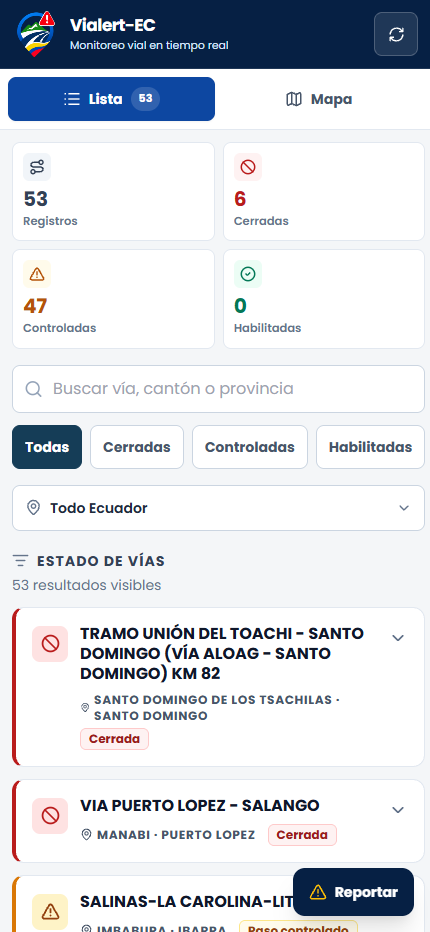 Vialert-EC
Monitoreo vial en tiempo real
Lista 53
Mapa
53
Registros
6
Cerradas
47
Controladas
0
Habilitadas
Buscar vía, cantón o provincia
Todas
Cerradas
Controladas
Habilitadas
Todo Ecuador
ESTADO DE VÍAS
53 resultados visibles
TRAMO UNIÓN DEL TOACHI - SANTO
DOMINGO (VÍA ALOAG - SANTO
DOMINGO) KM 82
SANTO DOMINGO DE LOS TSACHILAS ·
SANTO DOMINGO
Cerrada
VIA PUERTO LOPEZ - SALANGO
MANABI · PUERTO LOPEZ Cerrada
SALINAS-LA CAROLINA-LIT
IMBABURA · IBARRA Paso controlado
Reportar